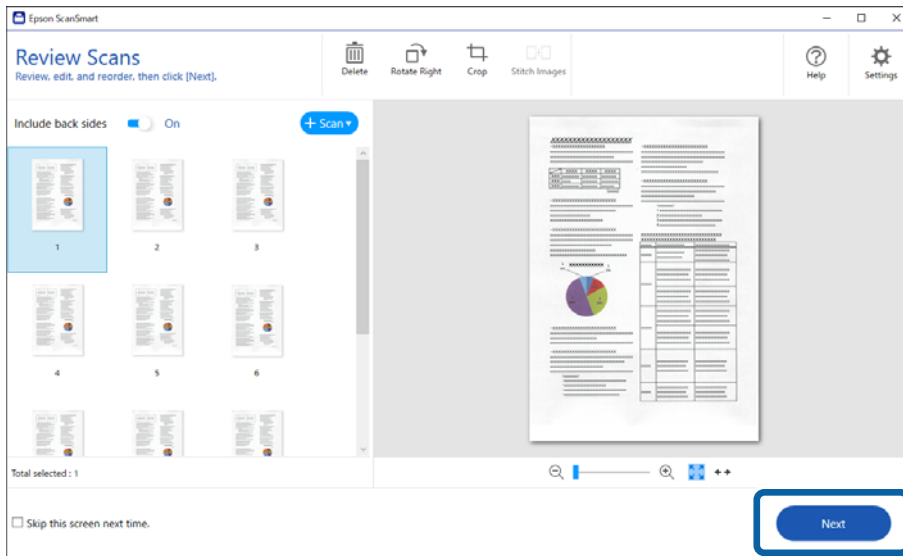 Epson ScanSmart
Review Scans
Review, edit, and reorder, then click [Next].
Delete
Rotate Right
Crop
Stitch Images
Help
Settings
Include back sides
On
+ Scan
1
2
3
4
5
6
Total selected : 1
Skip this screen next time.
Next